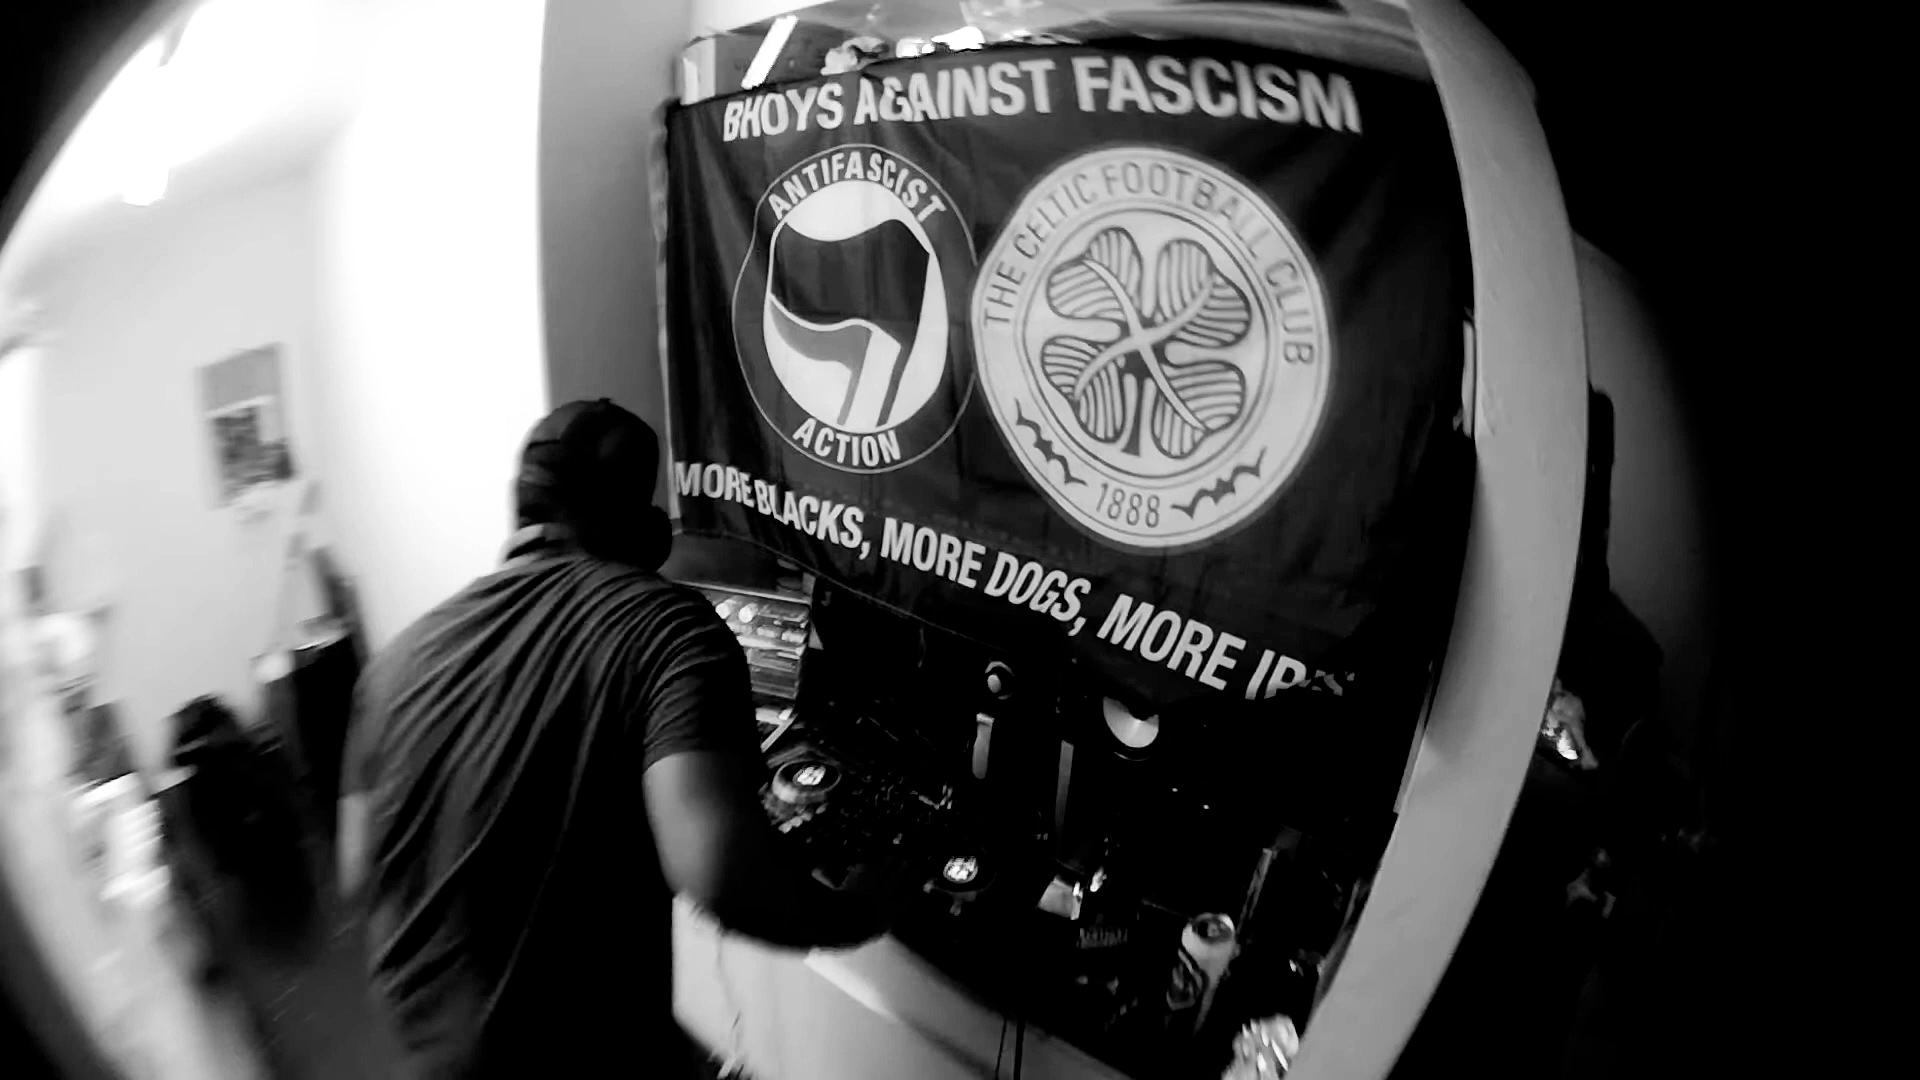 BHOYS AGAINST FASCISM
ANTIFASCIST
ACTION
THE CELTIC FOOTBALL CLUB
1888
MORE BLACKS, MORE DOGS, MORE